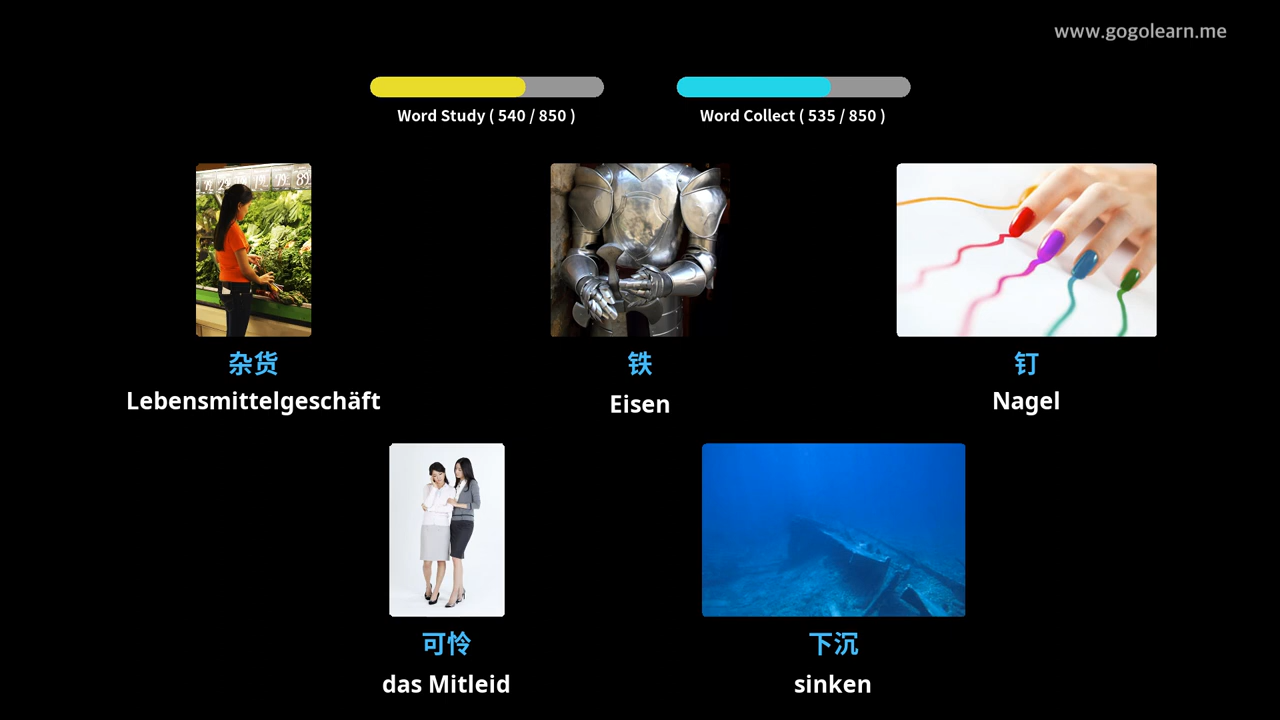 www.gogolearn.me
Word Study ( 540 / 850 )
Word Collect ( 535 / 850 )
杂货
Lebensmittelgeschäft
铁
Eisen
钉
Nagel
可怜
das Mitleid
下沉
sinken